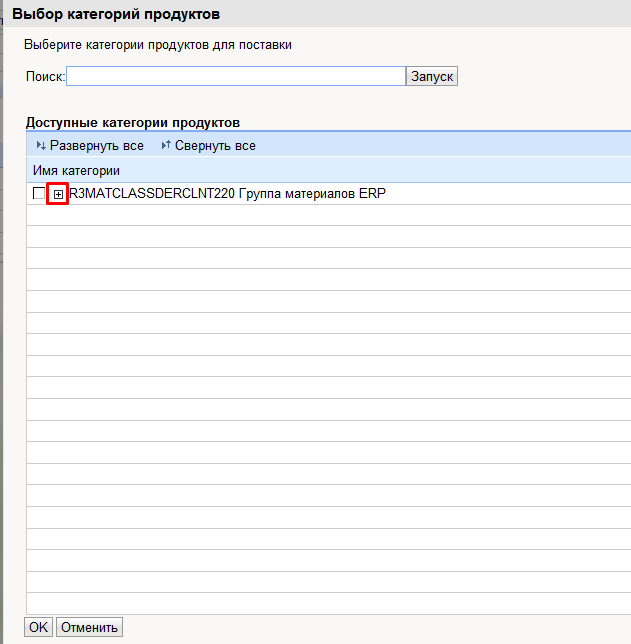 Выбор категорий продуктов
Выберите категории продуктов для поставки
Поиск: Запуск
Доступные категории продуктов
Развернуть все Свернуть все
Имя категории
R3MATCLASSDERCLNT220 Группа материалов ERP
OK Отменить